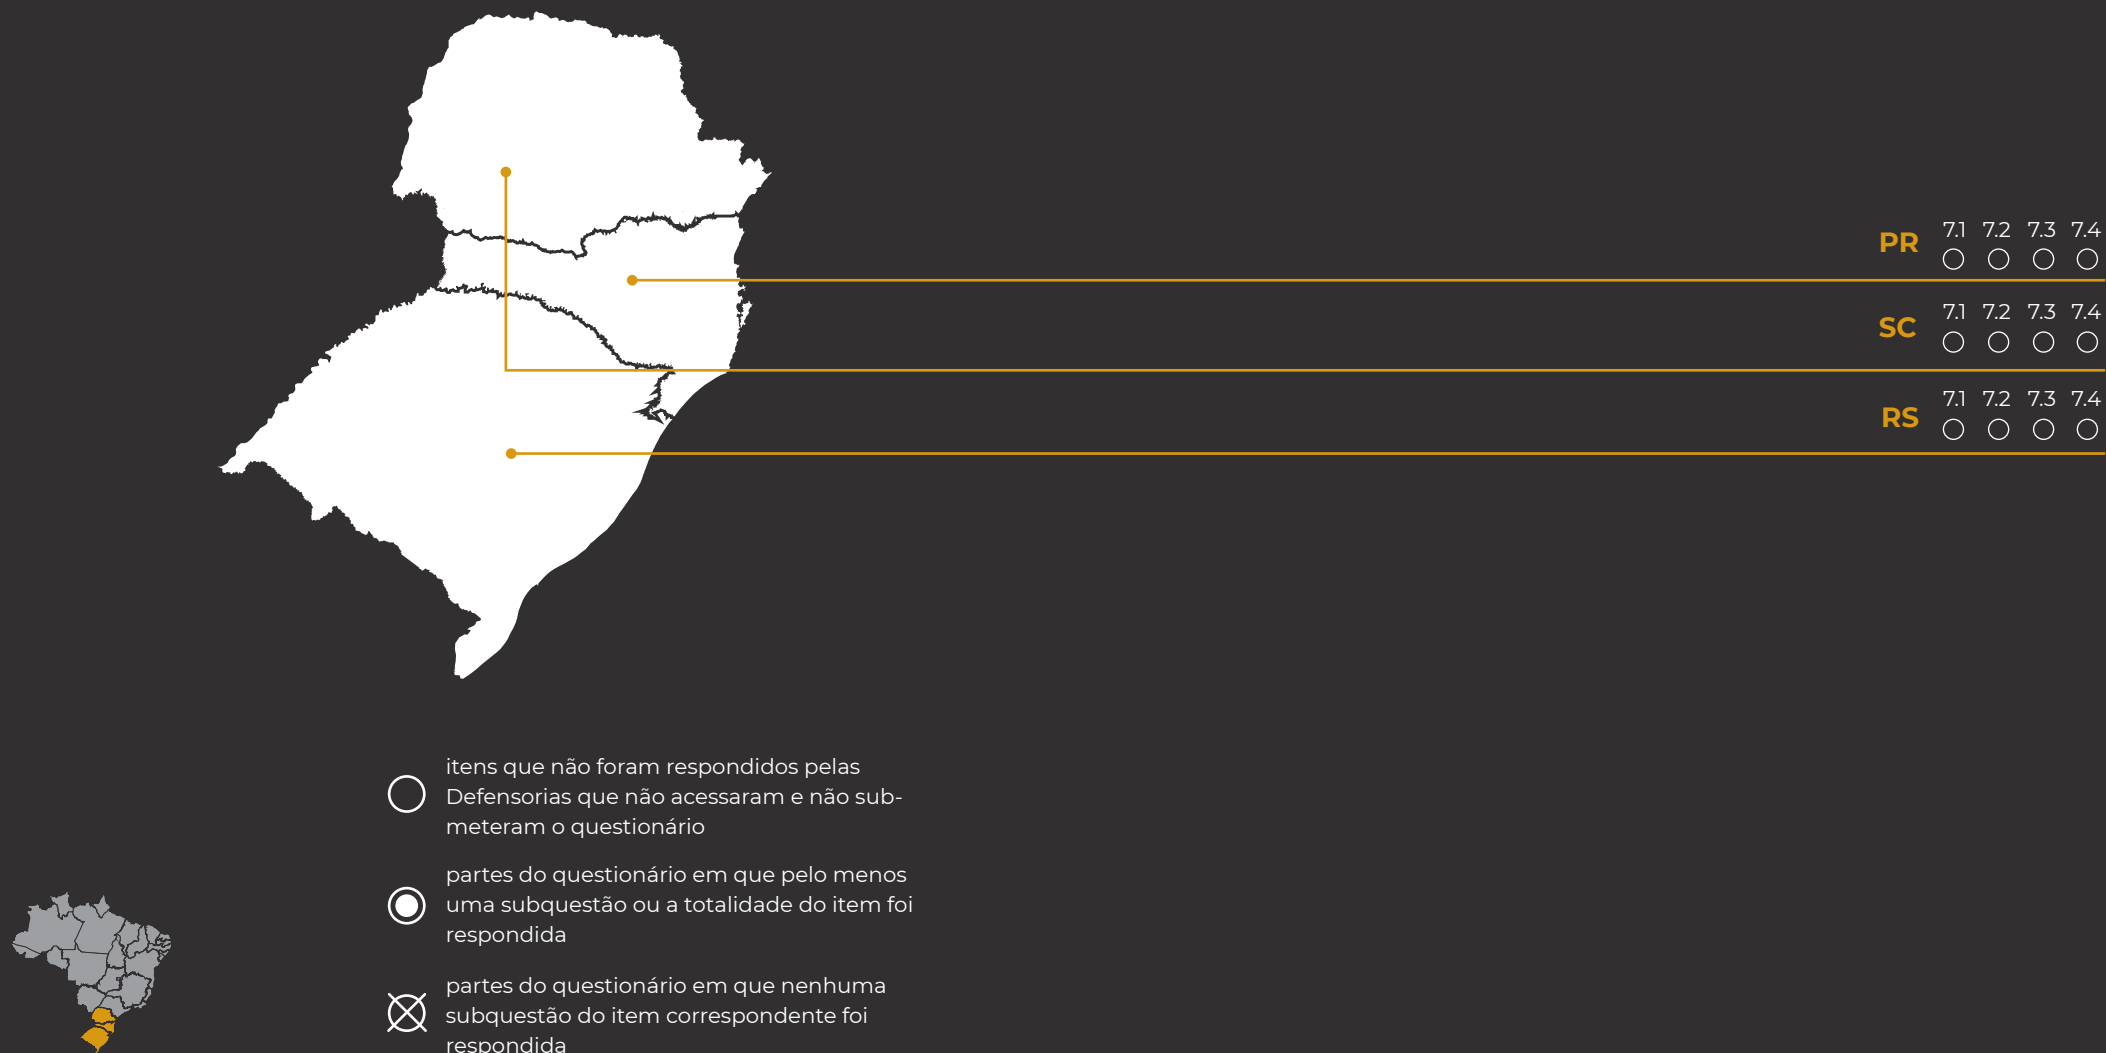 7.1 7.2 7.3 7.4
PR
7.1 7.2 7.3 7.4
SC
7.1 7.2 7.3 7.4
RS
itens que não foram respondidos pelas
Defensorias que não acessaram e não sub-
meteram o questionário
partes do questionário em que pelo menos
uma subquestão ou a totalidade do item foi
respondida
partes do questionário em que nenhuma
subquestão do item correspondente foi
respondida